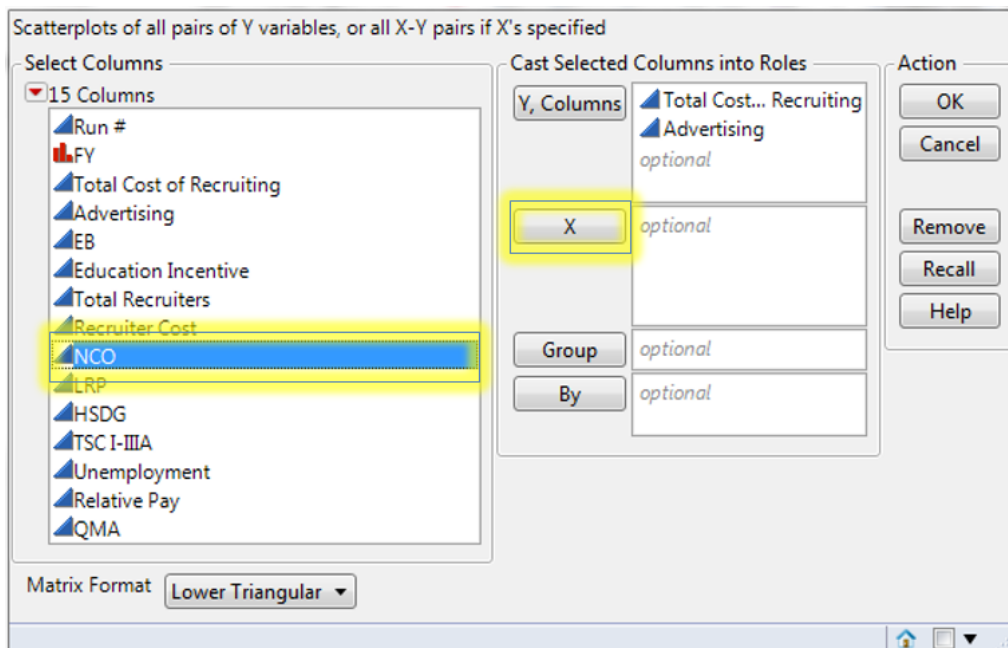 Scatterplots of all pairs of Y variables, or all X-Y pairs if X's specified
Select Columns
15 Columns
Run #
FY
Total Cost of Recruiting
Advertising
EB
Education Incentive
Total Recruiters
Recruiter Cost
NCO
LRP
HSDG
TSC I-IIIA
Unemployment
Relative Pay
QMA
Matrix Format Lower Triangular
Cast Selected Columns into Roles
Y, Columns
Total Cost... Recruiting
Advertising
optional
X optional
Group optional
By optional
Action
OK
Cancel
Remove
Recall
Help